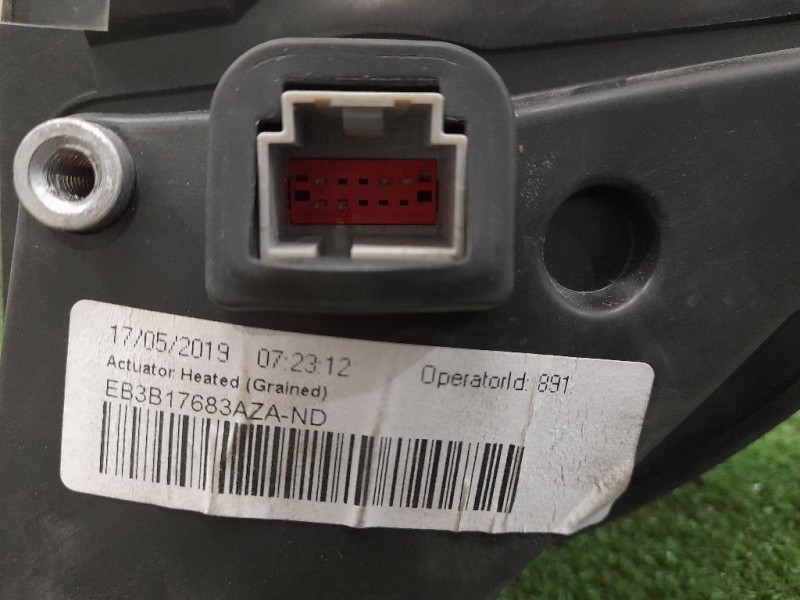 17/05/2019 07:23:12 OperatorId: 891
Actuator Heated (Grained)
EB3B17683AZA-ND